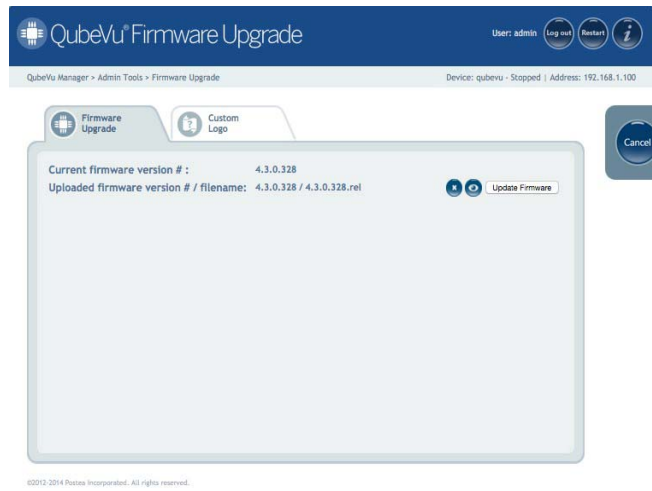 QubeVu® Firmware Upgrade
User: admin
Log out
Restart
i
QubeVu Manager > Admin Tools > Firmware Upgrade
Device: qubevu - Stopped | Address: 192.168.1.100
Firmware
Upgrade
?
Custom
Logo
Cancel
Current firmware version # : 4.3.0.328
Uploaded firmware version # / filename: 4.3.0.328 / 4.3.0.328.rel
x
Update Firmware
©2012-2014 Postea Incorporated. All rights reserved.